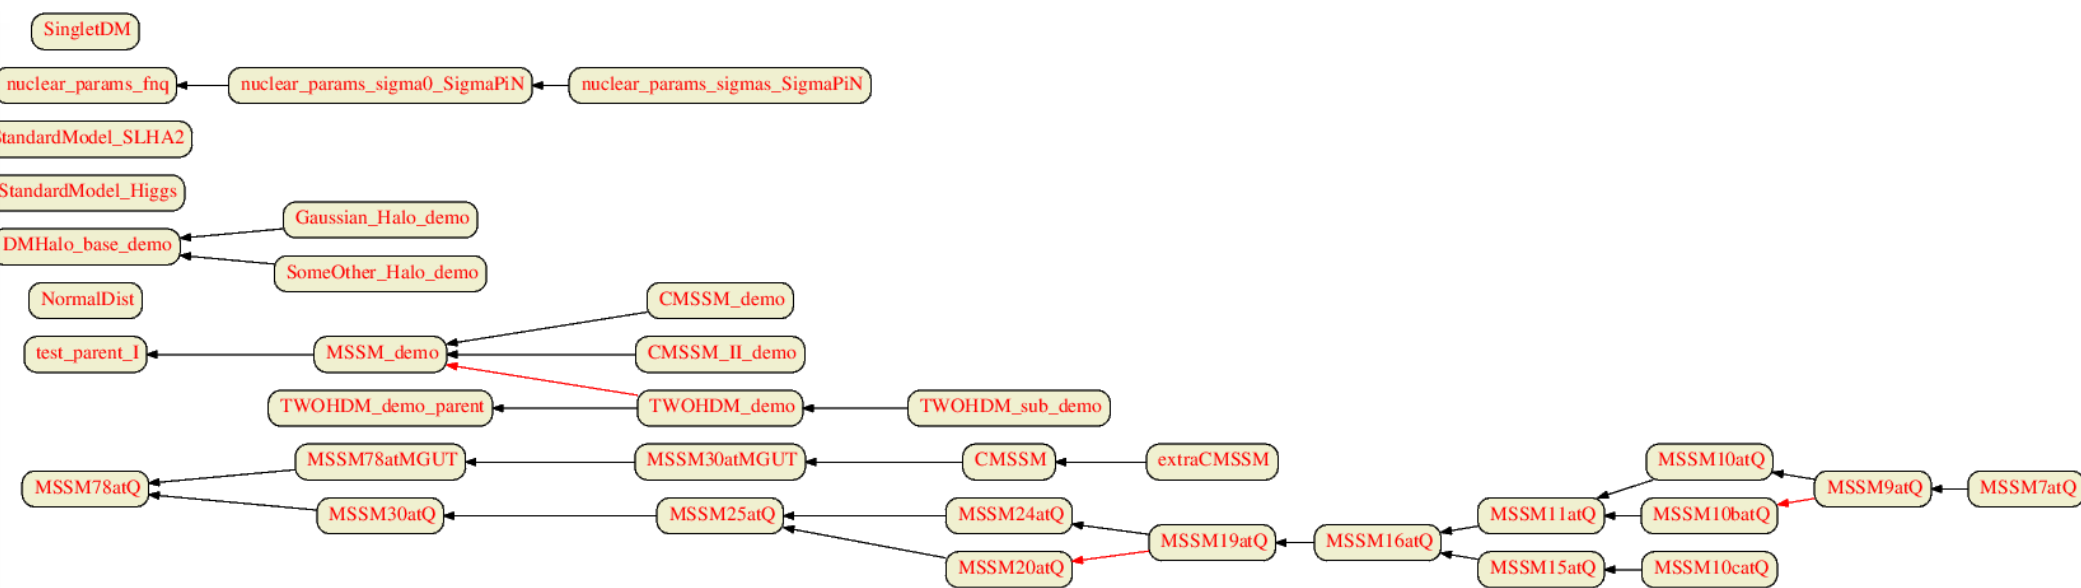 SingletDM
nuclear_params_fnq nuclear_params_sigma0_SigmaPiN nuclear_params_sigmas_SigmaPiN
tandardModel_SLHA2
StandardModel_Higgs
Gaussian_Halo_demo
DMHalo_base_demo
SomeOther_Halo_demo
NormalDist CMSSM_demo
test_parent_I MSSM_demo CMSSM_II_demo
TWOHDM_demo_parent TWOHDM_demo TWOHDM_sub_demo
MSSM78atMGUT MSSM30atMGUT CMSSM extraCMSSM MSSM10atQ
MSSM78atQ MSSM9atQ MSSM7atQ
MSSM30atQ MSSM25atQ MSSM24atQ MSSM11atQ MSSM10batQ
MSSM19atQ MSSM16atQ
MSSM20atQ MSSM15atQ MSSM10catQ